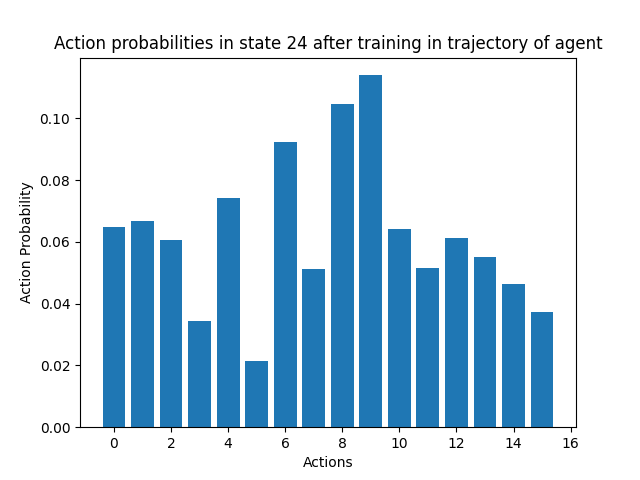 Action probabilities in state 24 after training in trajectory of agent
0.10
0.08
0.06
0.04
0.02
0.00
Action Probability
0 2 4 6 8 10 12 14 16
Actions